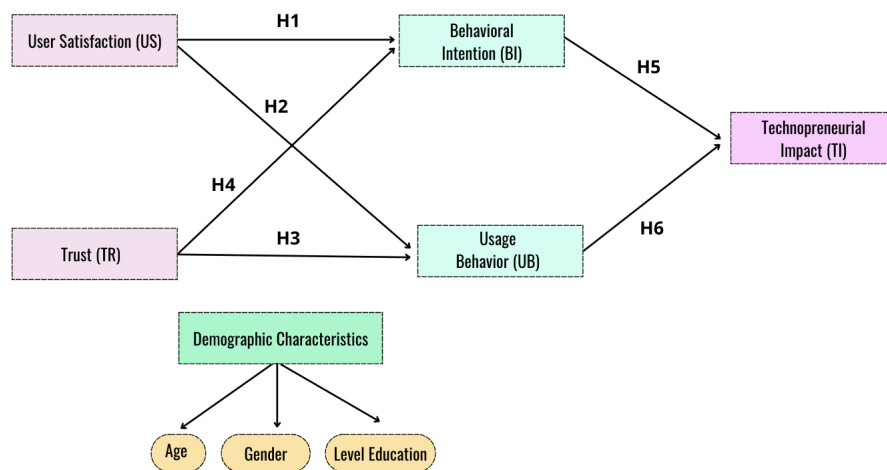 H1
User Satisfaction (US)
Behavioral
Intention (BI)
H5
H2
Technopreneurial
Impact (TI)
H4
H3
Trust (TR)
Usage
Behavior (UB)
H6
Demographic Characteristics
Age
Gender
Level Education